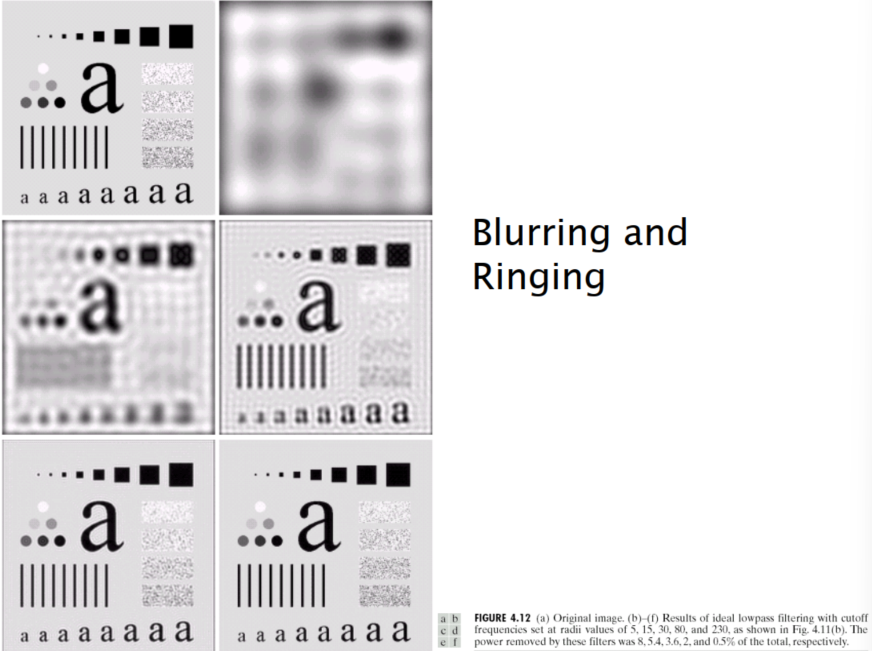 a
a a a a a a a a
Blurring and
Ringing
a
a
a a a a a a a a
a
a
a a a a a a a a
a a a a a a a a
a b
c d
e f
FIGURE 4.12 (a) Original image. (b)–(f) Results of ideal lowpass filtering with cutoff
frequencies set at radii values of 5, 15, 30, 80, and 230, as shown in Fig. 4.11(b). The
power removed by these filters was 8, 5.4, 3.6, 2, and 0.5% of the total, respectively.